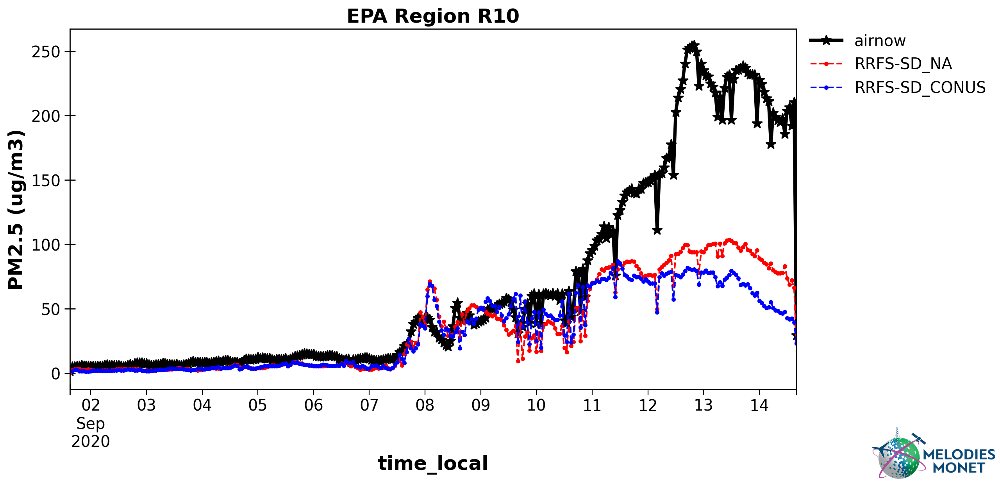 EPA Region R10
PM2.5 (ug/m3)
250
200
150
100
50
0
02 03 04 05 06 07 08 09 10 11 12 13 14
Sep
2020
time_local
airnow
RRFS-SD_NA
RRFS-SD_CONUS
MELODIES
MONET